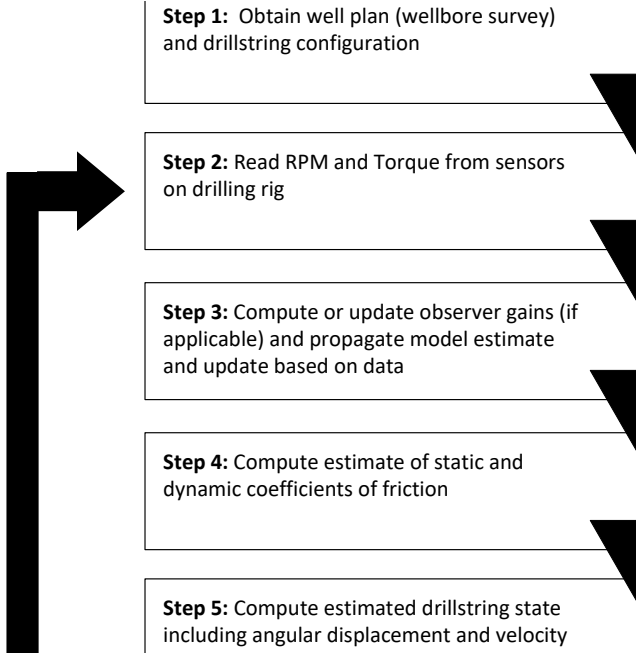 Step 1:  Obtain well plan (wellbore survey)
and drillstring configuration
Step 2: Read RPM and Torque from sensors
on drilling rig
Step 3: Compute or update observer gains (if
applicable) and propagate model estimate
and update based on data
Step 4: Compute estimate of static and
dynamic coefficients of friction
Step 5: Compute estimated drillstring state
including angular displacement and velocity